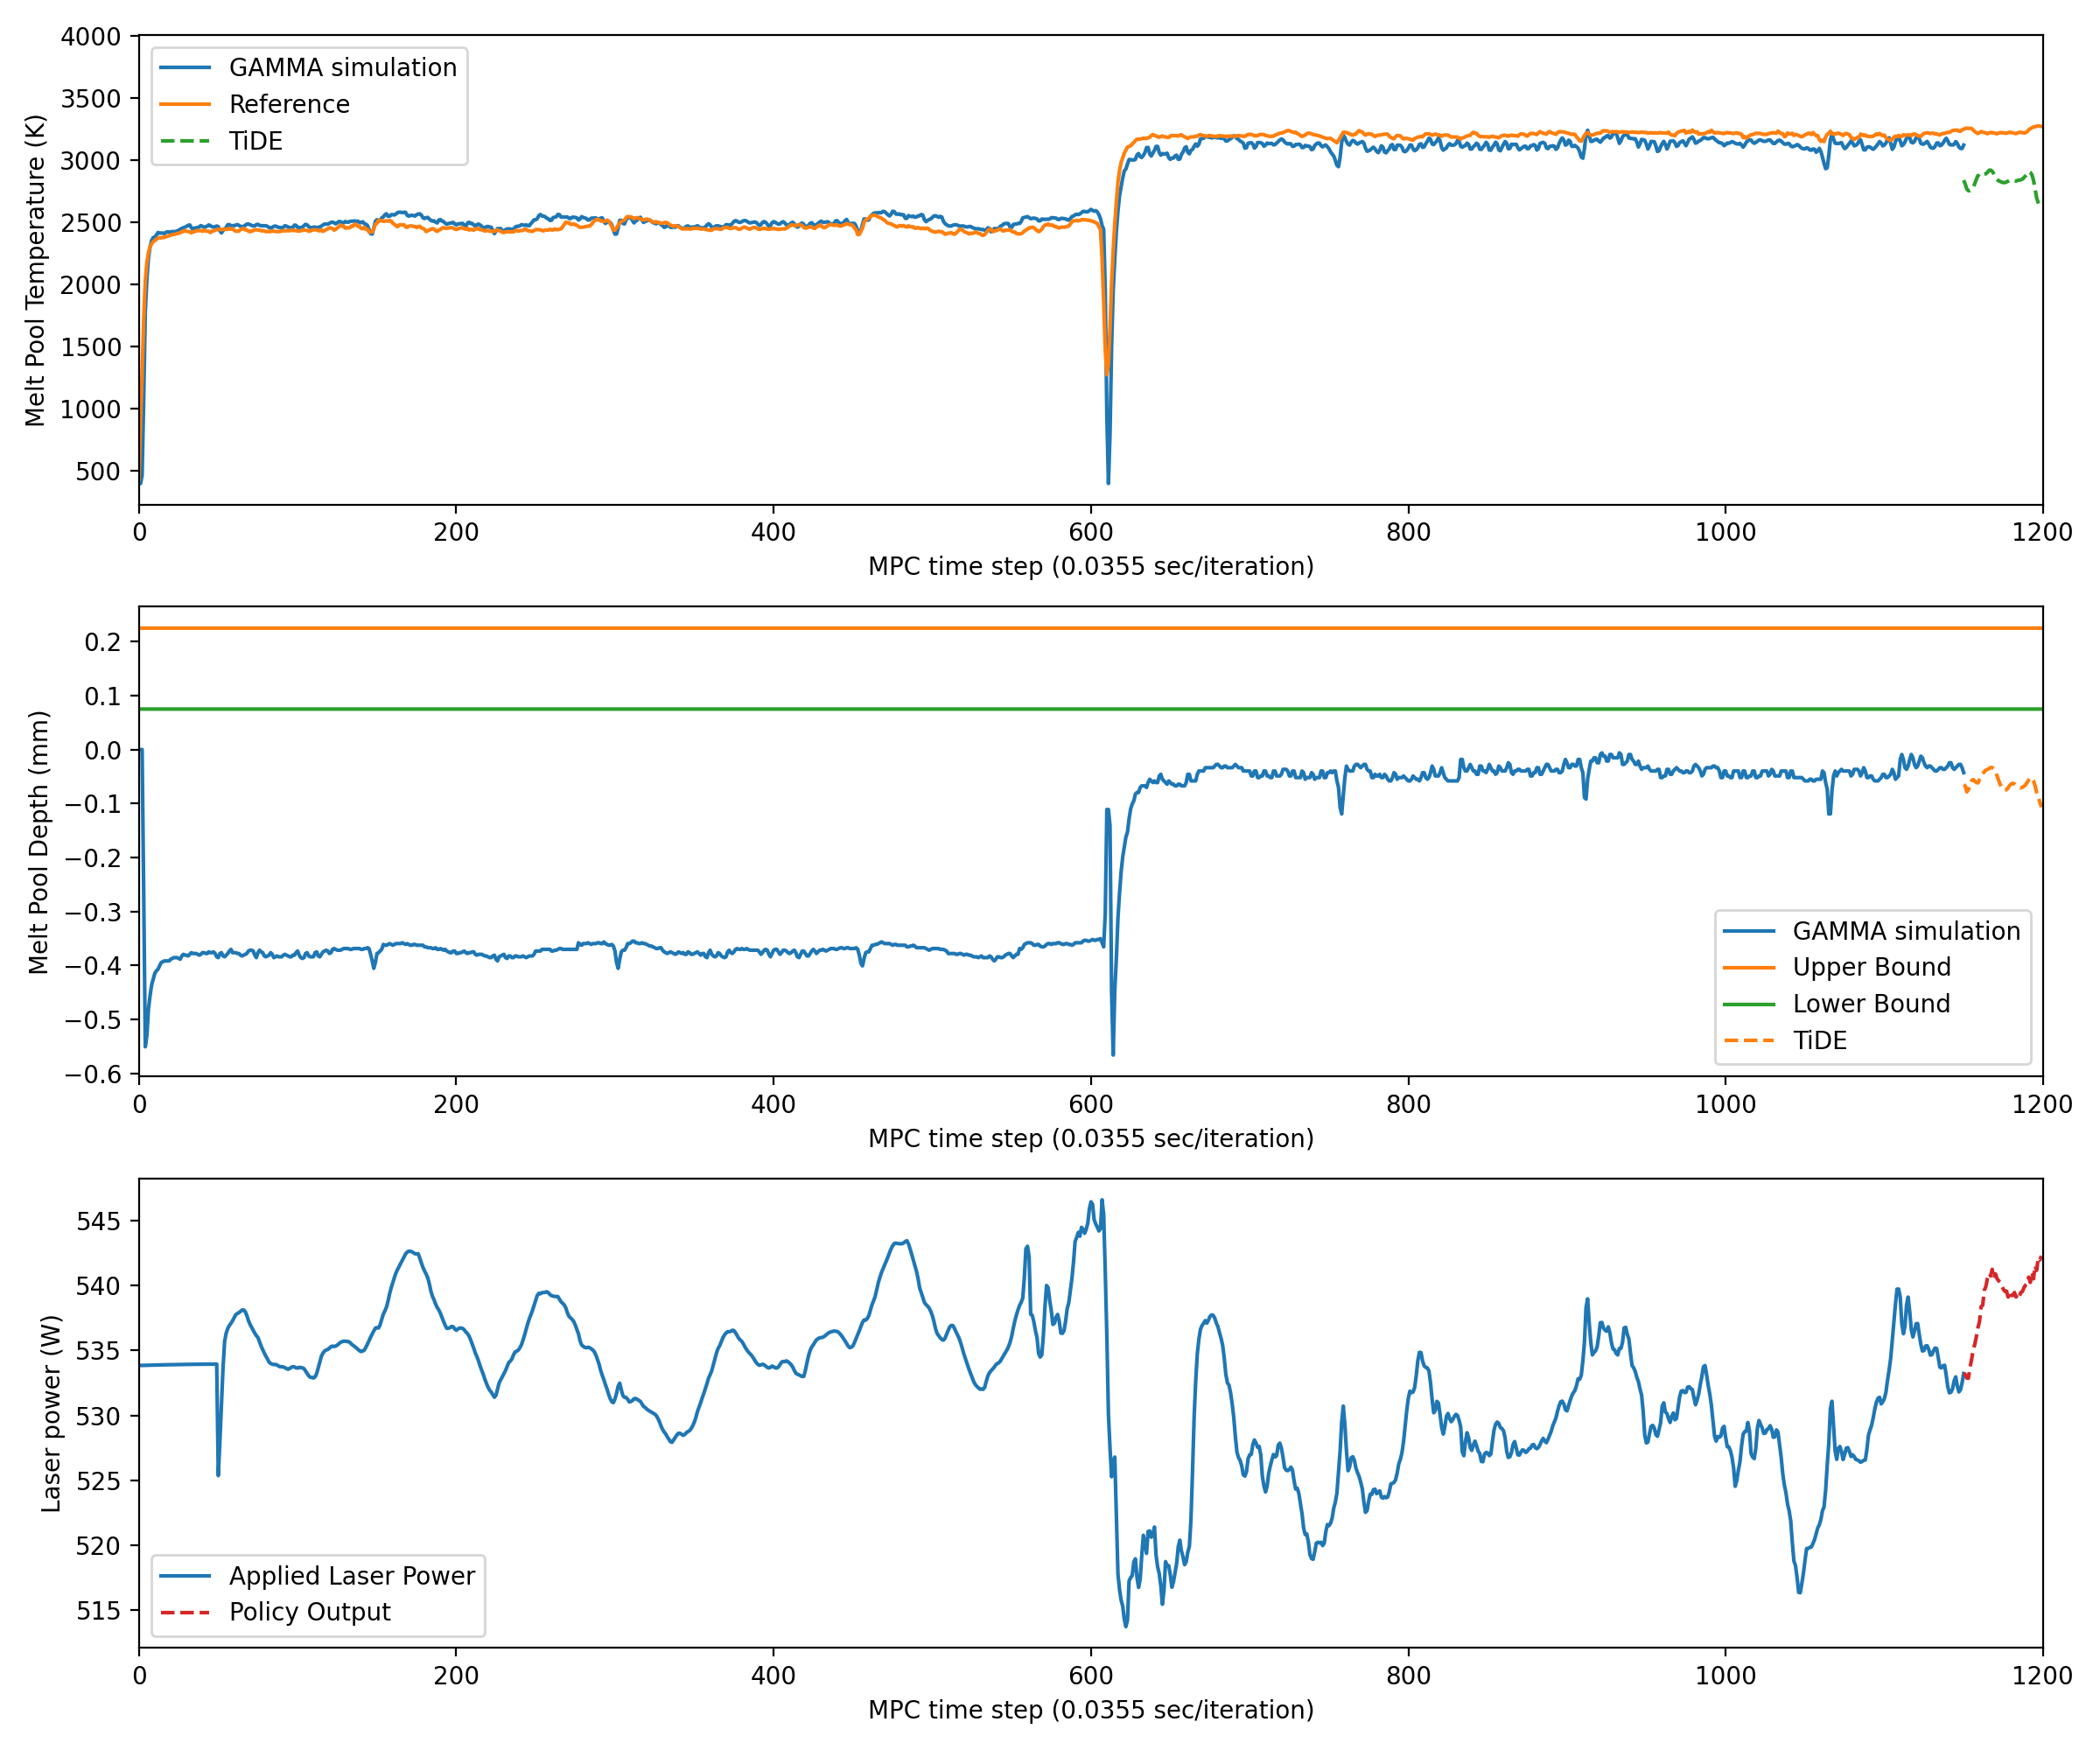 4000
3500
3000
2500
2000
1500
1000
500
Melt Pool Temperature (K)
GAMMA simulation
Reference
TiDE
0 200 400 600 800 1000 1200
MPC time step (0.0355 sec/iteration)
0.2
0.1
0.0
−0.1
−0.2
−0.3
−0.4
−0.5
−0.6
Melt Pool Depth (mm)
GAMMA simulation
Upper Bound
Lower Bound
TiDE
0 200 400 600 800 1000 1200
MPC time step (0.0355 sec/iteration)
545
540
535
530
525
520
515
Laser power (W)
Applied Laser Power
Policy Output
0 200 400 600 800 1000 1200
MPC time step (0.0355 sec/iteration)